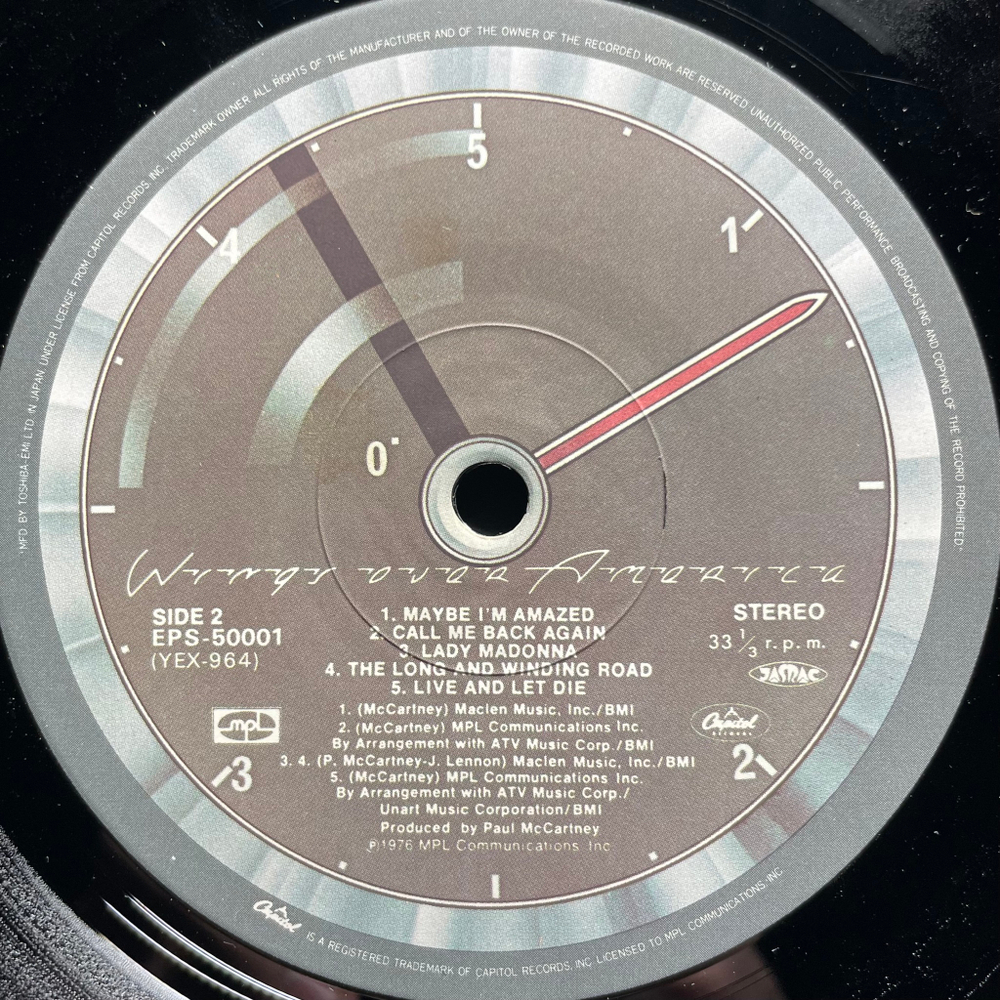 "MFD. BY TOSHIBA-EMI LTD. IN JAPAN UNDER LICENSE FROM CAPITOL RECORDS, INC., TRADEMARK OWNER. ALL RIGHTS OF THE MANUFACTURER AND OF THE OWNER OF THE RECORDED WORK ARE RESERVED. UNAUTHORIZED PUBLIC PERFORMANCE, BROADCASTING AND COPYING OF THE RECORD PROHIBITED."
5
4
1
0
Wings over America
SIDE 2
EPS-50001
(YEX-964)
1. MAYBE I'M AMAZED
2. CALL ME BACK AGAIN
3. LADY MADONNA
4. THE LONG AND WINDING ROAD
5. LIVE AND LET DIE
STEREO
33 1/3 r.p.m.
JASRAC
mpl
Capitol
RECORDS
1. (McCartney) Maclen Music, Inc./BMI
2. (McCartney) MPL Communications Inc.
By Arrangement with ATV Music Corp./BMI
3. 4. (P. McCartney-J. Lennon) Maclen Music, Inc./BMI
5. (McCartney) MPL Communications Inc.
By Arrangement with ATV Music Corp./
Unart Music Corporation/BMI
Produced by Paul McCartney
℗1976 MPL Communications. Inc
3
2
Capitol IS A REGISTERED TRADEMARK OF CAPITOL RECORDS, INC. LICENSED TO MPL COMMUNICATIONS, INC